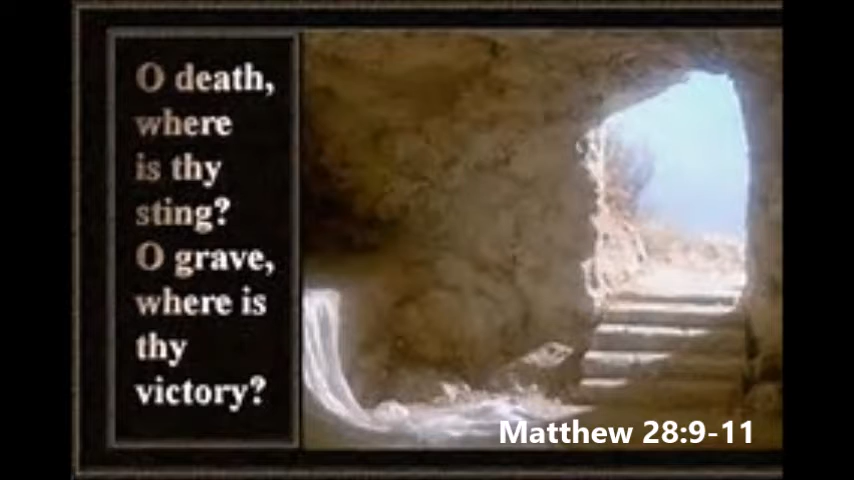 O death,
where
is thy
sting?
O grave,
where is
thy
victory?
Matthew 28:9-11